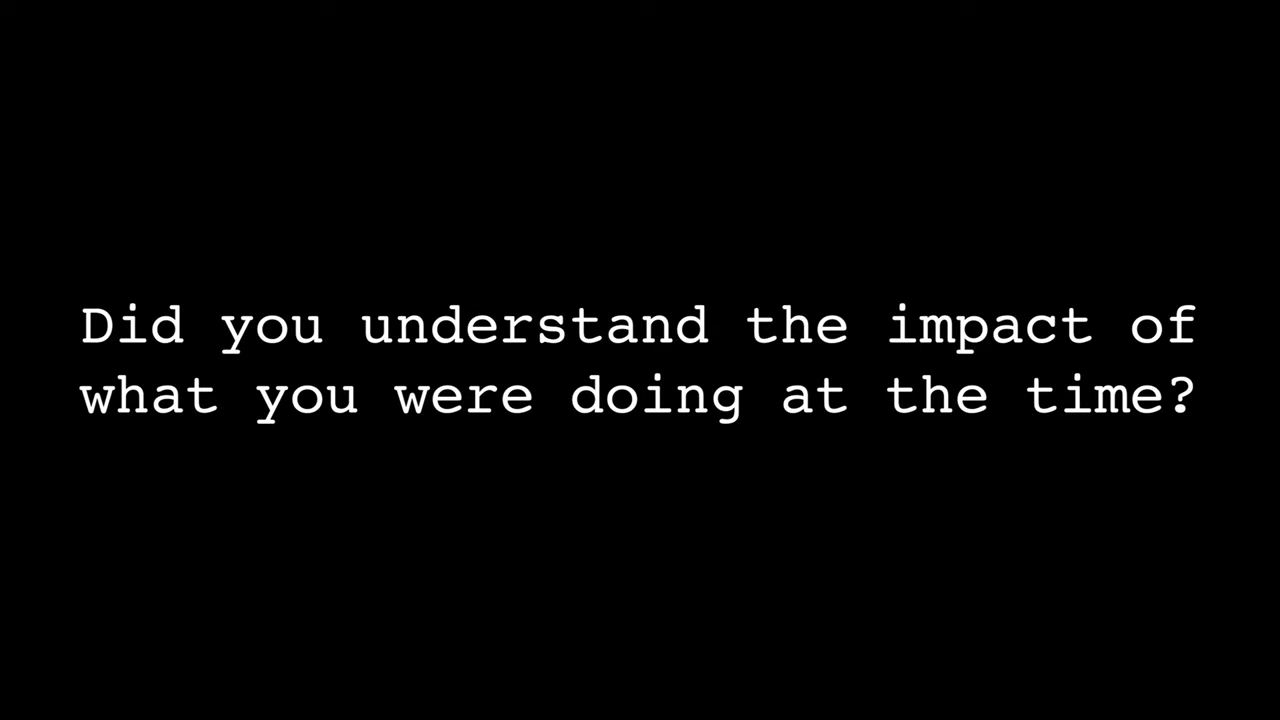 Did you understand the impact of
what you were doing at the time?